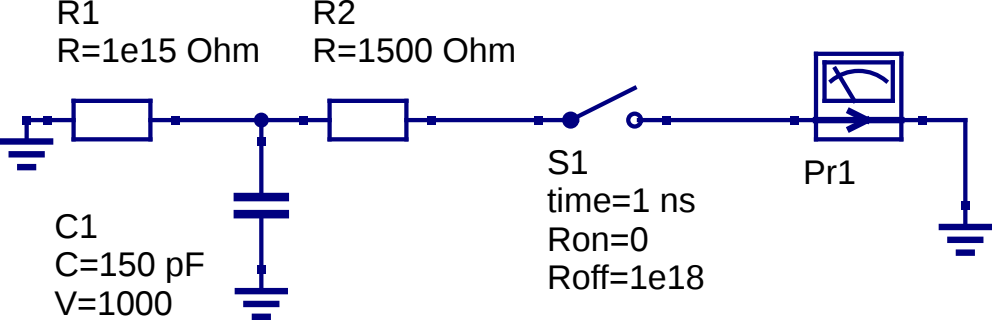 R1
R=1e15 Ohm
R2
R=1500 Ohm
S1
time=1 ns
Ron=0
Roff=1e18
Pr1
C1
C=150 pF
V=1000